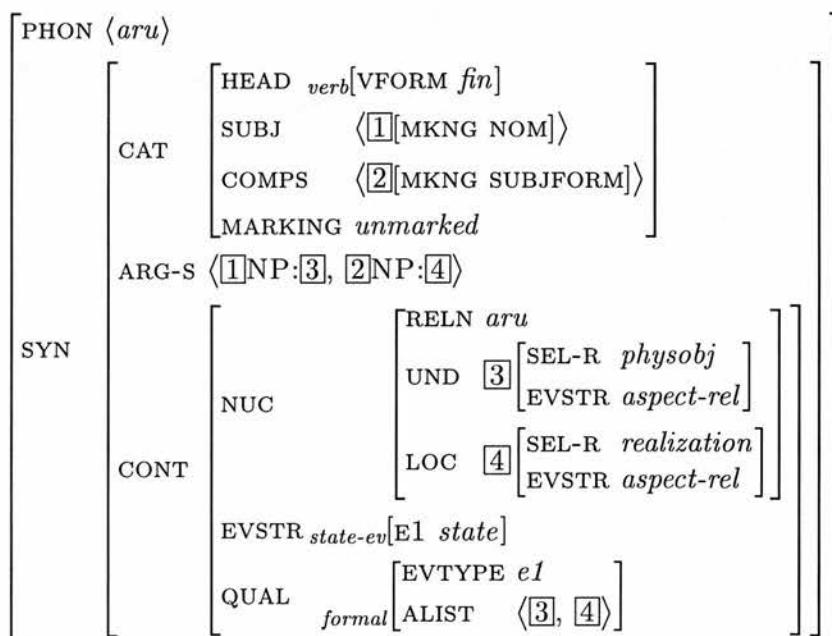 PHON ⟨aru⟩
HEAD verb[VFORM fin]
SUBJ ⟨1[MKNG NOM]⟩
CAT
COMPS ⟨2[MKNG SUBJFORM]⟩
MARKING unmarked
ARG-S ⟨1NP:3, 2NP:4⟩
RELN aru
SYN
SEL-R physobj
UND 3
EVSTR aspect-rel
NUC
SEL-R realization
LOC 4
EVSTR aspect-rel
CONT
EVSTR state-ev[E1 state]
EVTYPE e1
QUAL formal
ALIST ⟨3, 4⟩